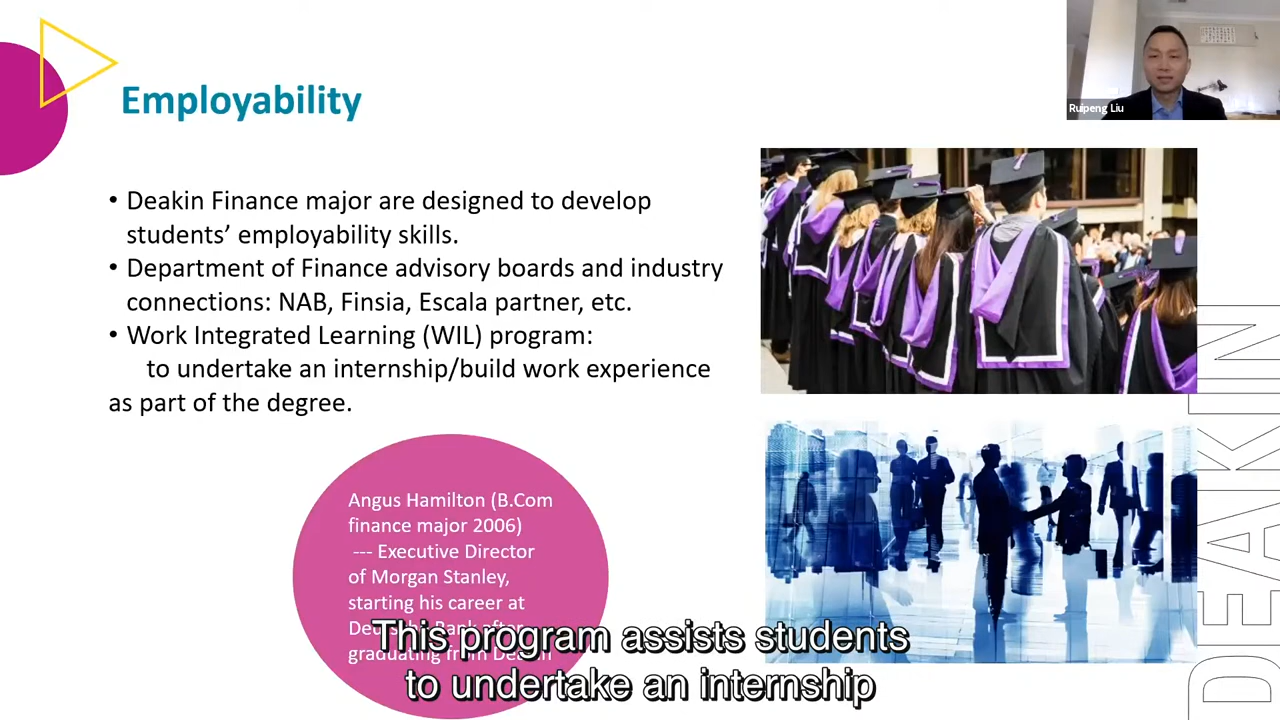 Employability
Ruipeng Liu
• Deakin Finance major are designed to develop
students’ employability skills.
• Department of Finance advisory boards and industry
connections: NAB, Finsia, Escala partner, etc.
• Work Integrated Learning (WIL) program:
to undertake an internship/build work experience
as part of the degree.
Angus Hamilton (B.Com
finance major 2006)
--- Executive Director
of Morgan Stanley,
starting his career at
Deutsche Bank after
graduating from Deakin
This program assists students
to undertake an internship
DEAKIN